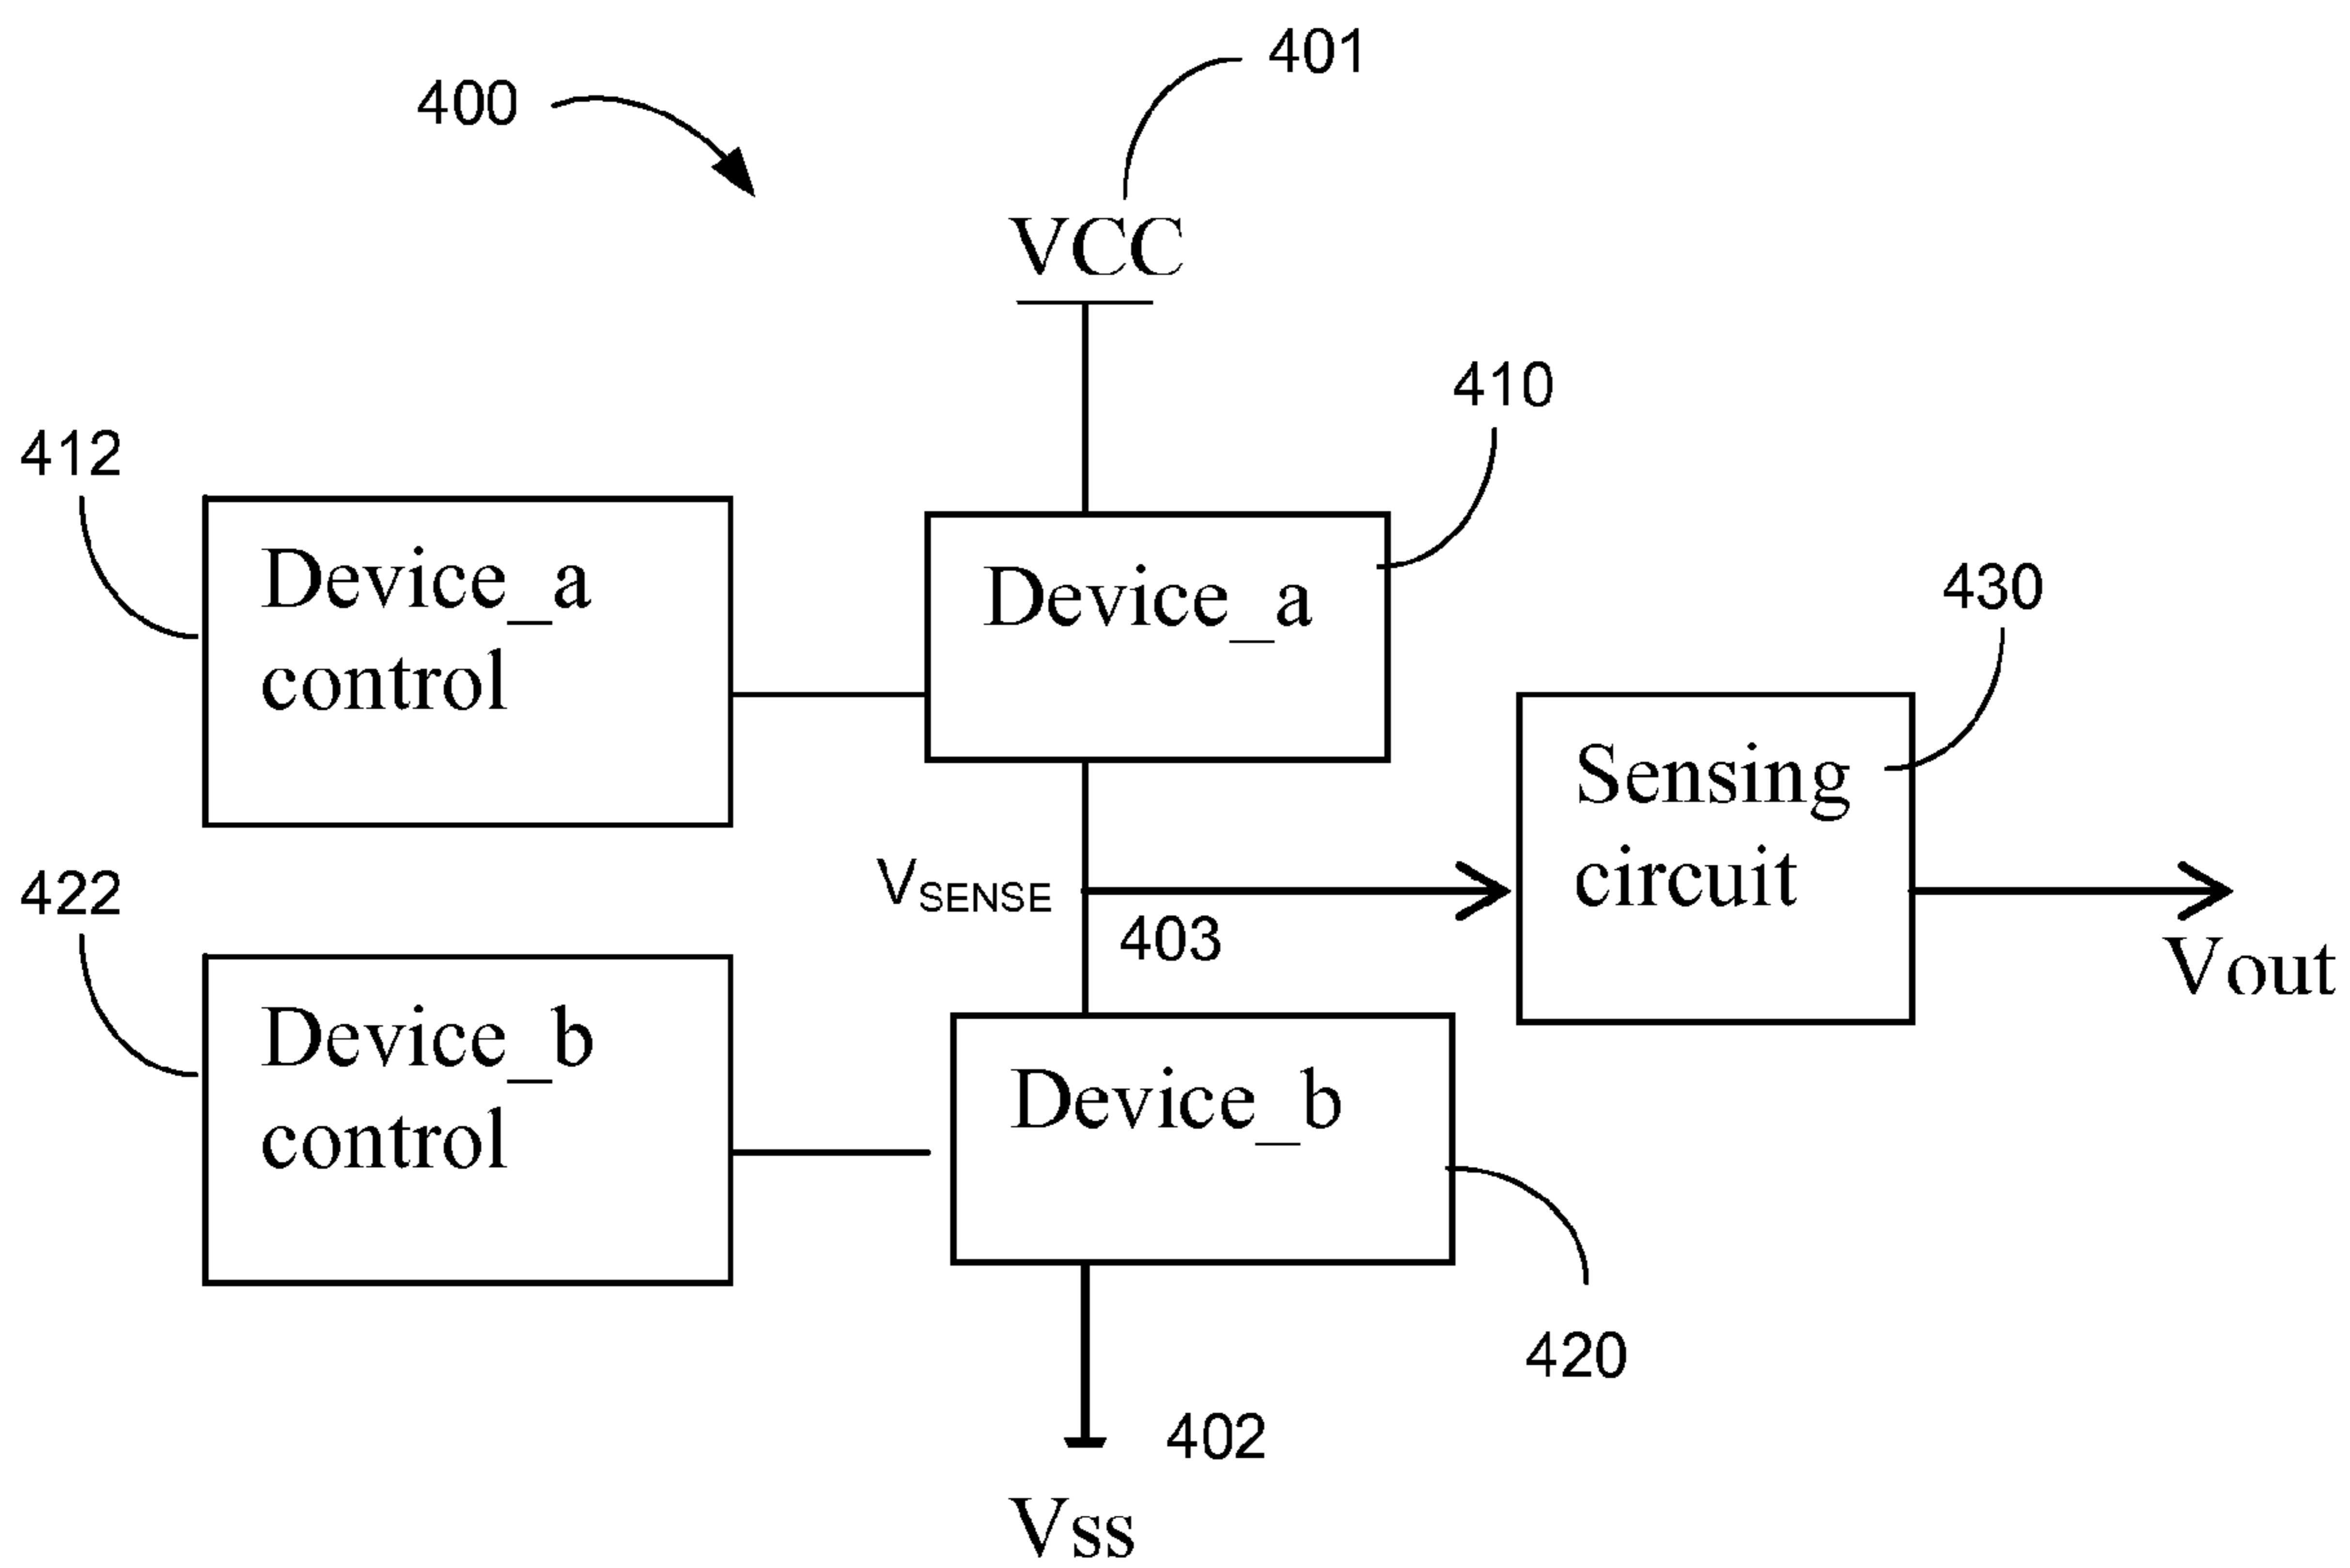 401
400
VCC
410
412
Device_a
control
Device_a
430
Sensing
circuit
VSENSE
403
422
Vout
Device_b
control
Device_b
420
402
Vss